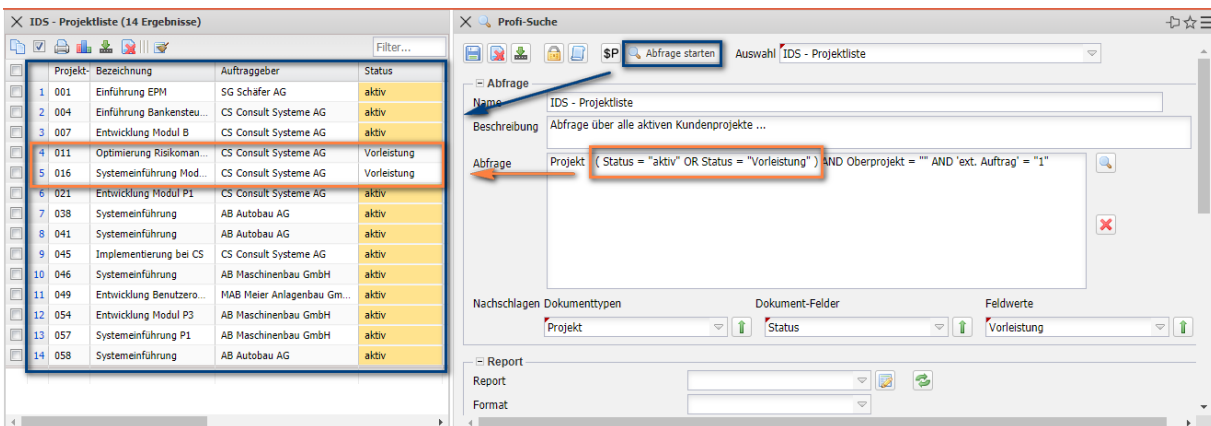 IDS - Projektliste (14 Ergebnisse)
Filter...
Projekt- Bezeichnung Auftraggeber Status
1 001 Einführung EPM SG Schäfer AG aktiv
2 004 Einführung Bankensteu... CS Consult Systeme AG aktiv
3 007 Entwicklung Modul B CS Consult Systeme AG aktiv
4 011 Optimierung Risikoman... CS Consult Systeme AG Vorleistung
5 016 Systemeinführung Mod... CS Consult Systeme AG Vorleistung
6 021 Entwicklung Modul P1 CS Consult Systeme AG aktiv
7 038 Systemeinführung AB Autobau AG aktiv
8 041 Systemeinführung AB Autobau AG aktiv
9 045 Implementierung bei CS CS Consult Systeme AG aktiv
10 046 Systemeinführung AB Maschinenbau GmbH aktiv
11 049 Entwicklung Benutzero... MAB Meier Anlagenbau Gm... aktiv
12 054 Entwicklung Modul P3 AB Maschinenbau GmbH aktiv
13 057 Systemeinführung P1 AB Maschinenbau GmbH aktiv
14 058 Systemeinführung AB Autobau AG aktiv
Profi-Suche
$P Abfrage starten Auswahl IDS - Projektliste
Abfrage
Name IDS - Projektliste
Beschreibung Abfrage über alle aktiven Kundenprojekte ...
Abfrage Projekt ( Status = "aktiv" OR Status = "Vorleistung" ) AND Oberprojekt = "" AND 'ext. Auftrag' = "1"
Nachschlagen Dokumenttypen Dokument-Felder Feldwerte
Projekt Status Vorleistung
Report
Report
Format